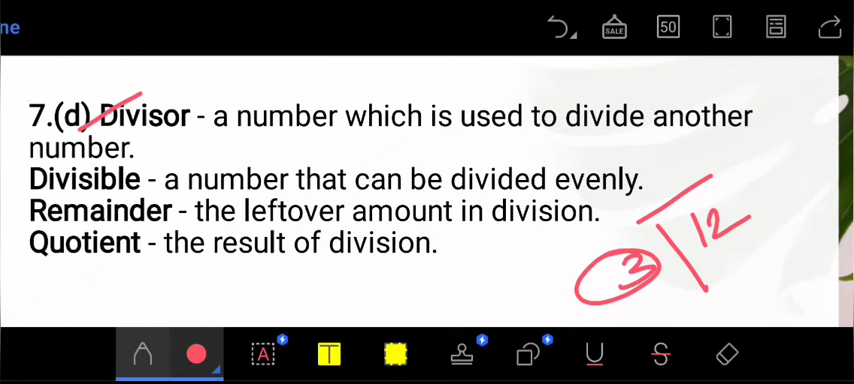 ne
SALE
50
7.(d) Divisor - a number which is used to divide another
number.
Divisible - a number that can be divided evenly.
Remainder - the leftover amount in division.
Quotient - the result of division.
3 12
A
T
U
S